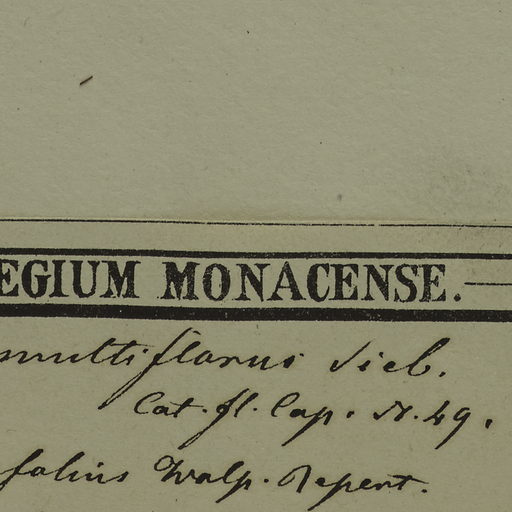 EGIUM MONACENSE.
multiflorus Sieb.
Cat. fl. Cap. N. 49.
folius Walp. Repert.